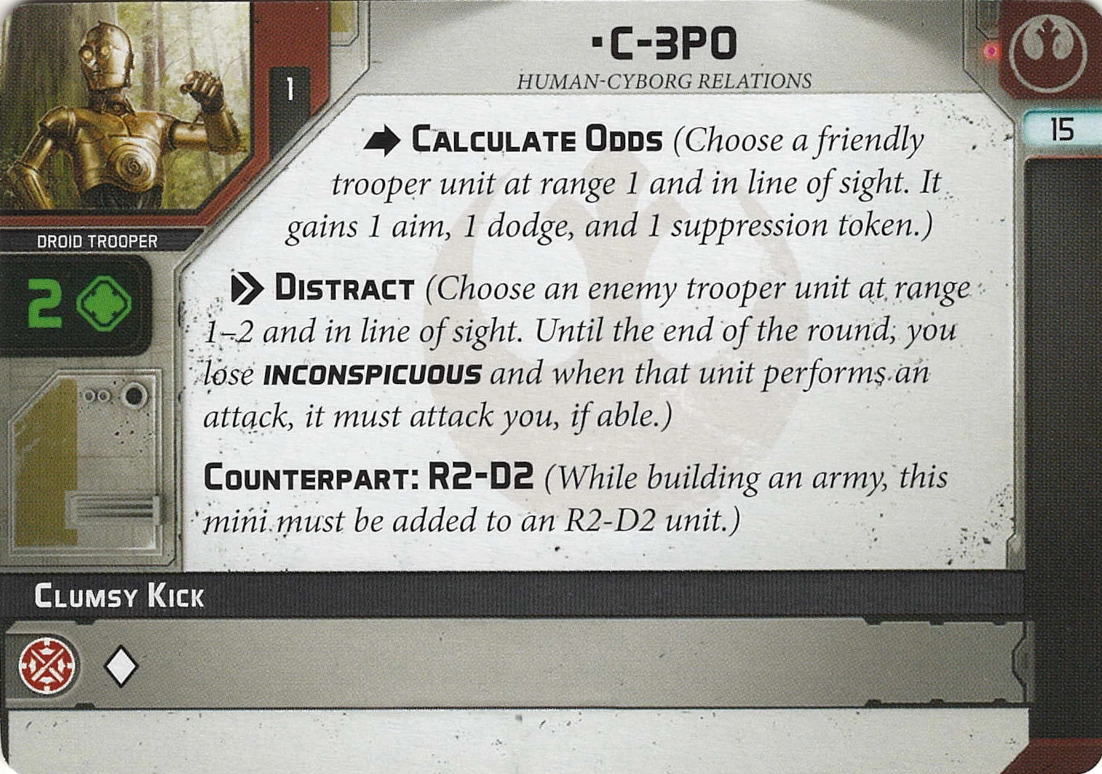 ▪C-3PO
HUMAN-CYBORG RELATIONS
1
15
DROID TROOPER
2
CALCULATE ODDS (Choose a friendly
trooper unit at range 1 and in line of sight. It
gains 1 aim, 1 dodge, and 1 suppression token.)
DISTRACT (Choose an enemy trooper unit at range
1–2 and in line of sight. Until the end of the round, you
lose INCONSPICUOUS and when that unit performs an
attack, it must attack you, if able.)
COUNTERPART: R2-D2 (While building an army, this
mini must be added to an R2-D2 unit.)
CLUMSY KICK